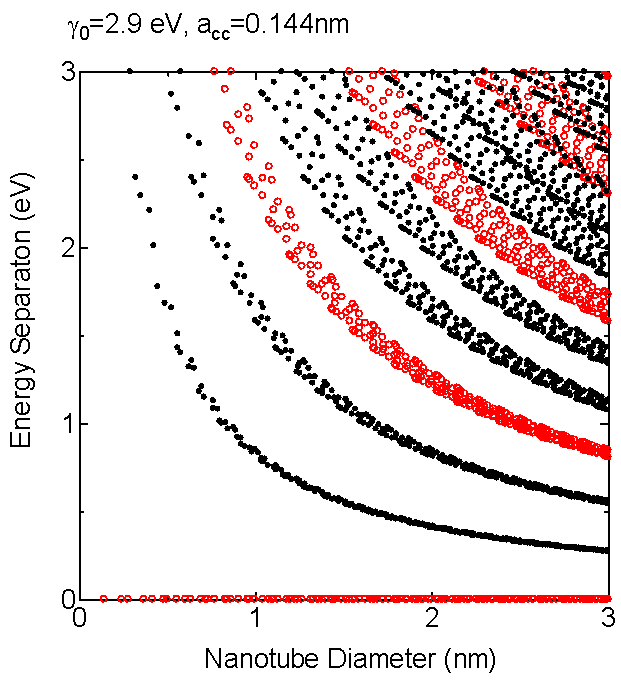 γ0=2.9 eV, acc=0.144nm
3
2
1
0
Energy Separaton (eV)
0 1 2 3
Nanotube Diameter (nm)